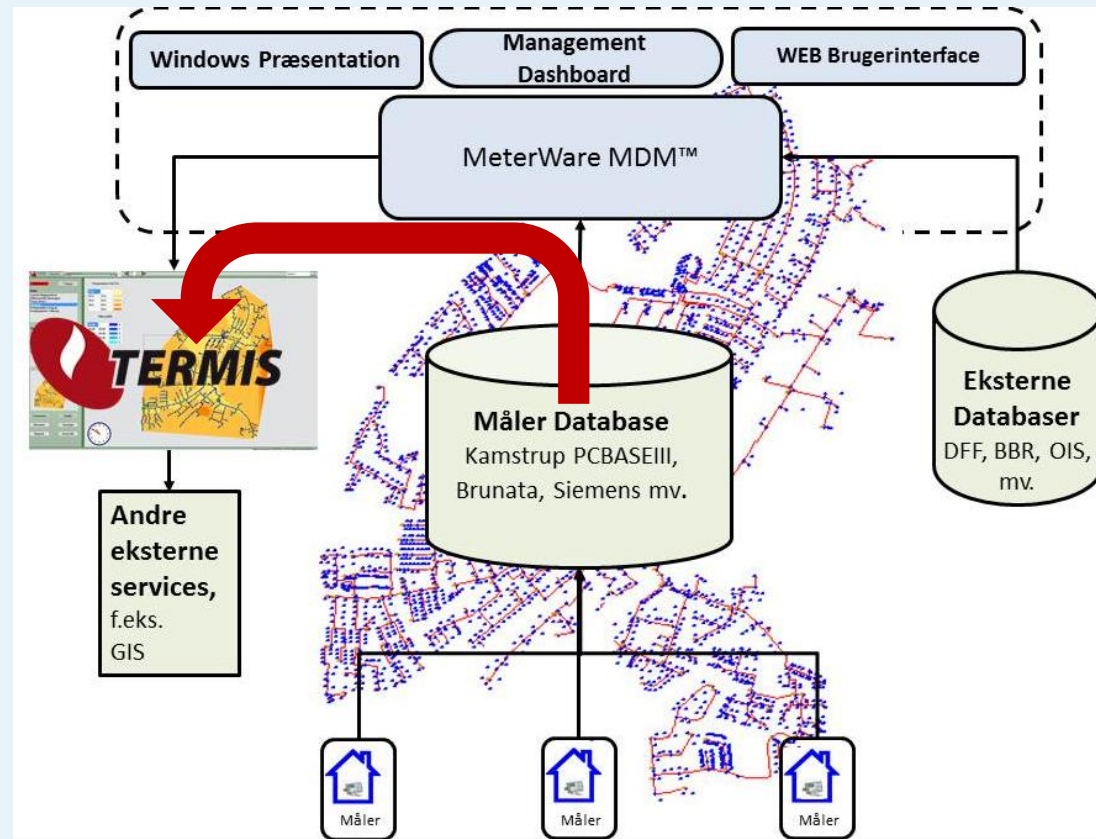 Windows Præsentation
Management
Dashboard
WEB Brugerinterface
MeterWare MDM™
TERMIS
Måler Database
Kamstrup PCBASEIII,
Brunata, Siemens mv.
Eksterne
Databaser
DFF, BBR, OIS,
mv.
Andre
eksterne
services,
f.eks.
GIS
Måler
Måler
Måler